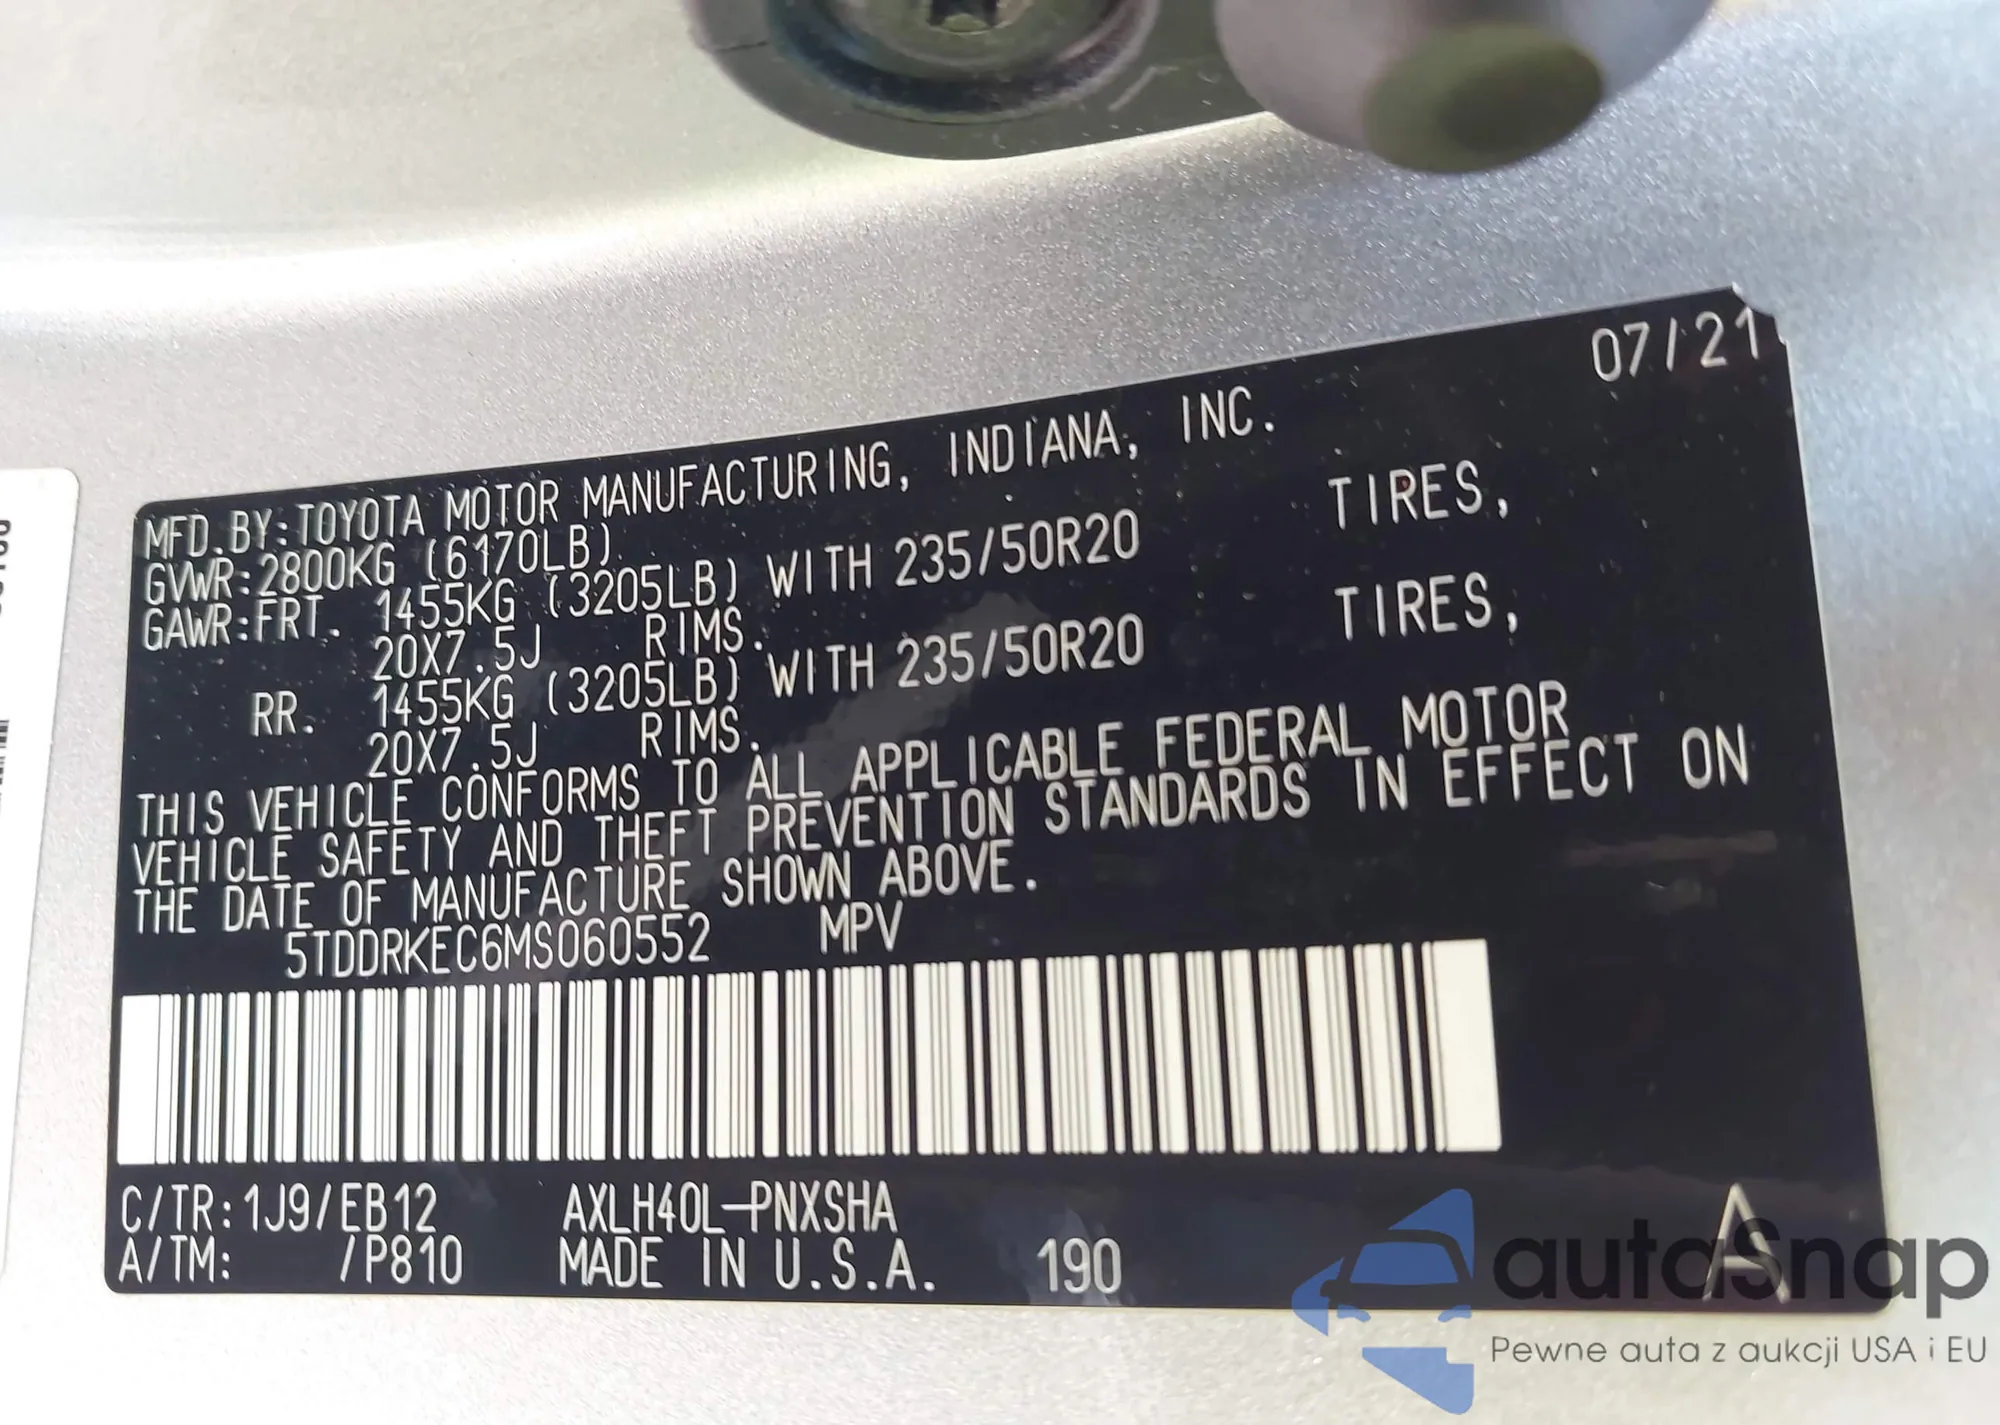 07/21
MFD.BY:TOYOTA MOTOR MANUFACTURING, INDIANA, INC.
GVWR:2800KG (6170LB)
GAWR:FRT. 1455KG (3205LB) WITH 235/50R20 TIRES,
20X7.5J RIMS.
RR. 1455KG (3205LB) WITH 235/50R20 TIRES,
20X7.5J RIMS.
THIS VEHICLE CONFORMS TO ALL APPLICABLE FEDERAL MOTOR
VEHICLE SAFETY AND THEFT PREVENTION STANDARDS IN EFFECT ON
THE DATE OF MANUFACTURE SHOWN ABOVE.
5TDDRKEC6MS060552 MPV
C/TR:1J9/EB12 AXLH40L-PNXSHA
A/TM: /P810 MADE IN U.S.A. 190 A
autasnap
Pewne auta z aukcji USA i EU